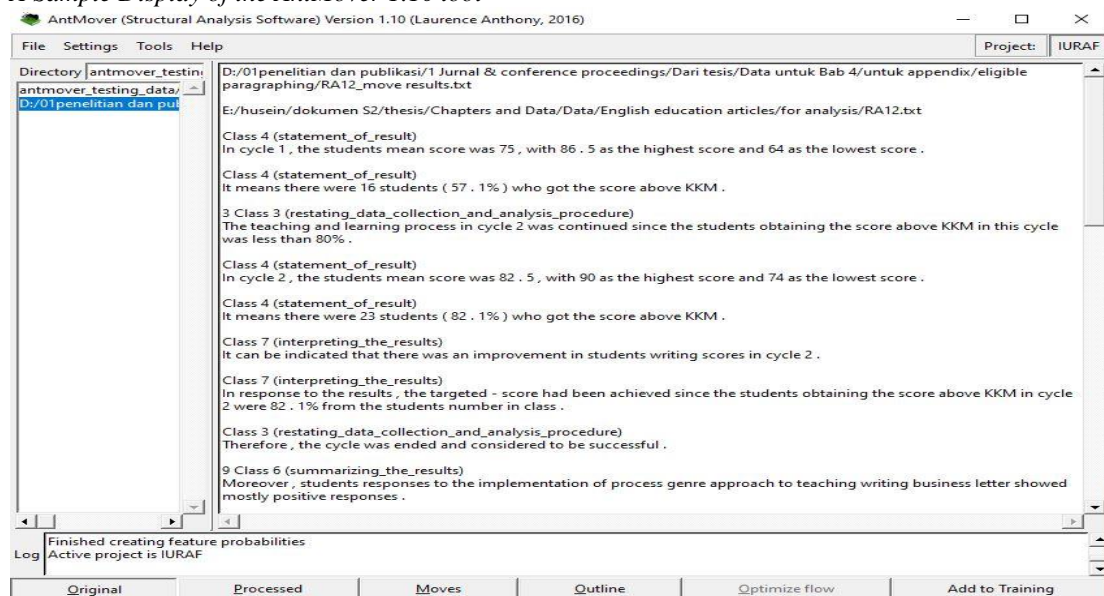 A Sample Display of the AntMover 1.10 tool
AntMover (Structural Analysis Software) Version 1.10 (Laurence Anthony, 2016)
File Settings Tools Help
Project: IURAF
Directory antmover_testin
antmover_testing_data/
D:/01penelitian dan pub
D:/01penelitian dan publikasi/1 Jurnal & conference proceedings/Dari tesis/Data untuk Bab 4/untuk appendix/eligible
paragraphing/RA12_move results.txt
E:/husein/dokumen S2/thesis/Chapters and Data/Data/English education articles/for analysis/RA12.txt
Class 4 (statement_of_result)
In cycle 1 , the students mean score was 75 , with 86 . 5 as the highest score and 64 as the lowest score .
Class 4 (statement_of_result)
It means there were 16 students ( 57 . 1% ) who got the score above KKM .
3 Class 3 (restating_data_collection_and_analysis_procedure)
The teaching and learning process in cycle 2 was continued since the students obtaining the score above KKM in this cycle
was less than 80% .
Class 4 (statement_of_result)
In cycle 2 , the students mean score was 82 . 5 , with 90 as the highest score and 74 as the lowest score .
Class 4 (statement_of_result)
It means there were 23 students ( 82 . 1% ) who got the score above KKM .
Class 7 (interpreting_the_results)
It can be indicated that there was an improvement in students writing scores in cycle 2 .
Class 7 (interpreting_the_results)
In response to the results , the targeted - score had been achieved since the students obtaining the score above KKM in cycle
2 were 82 . 1% from the students number in class .
Class 3 (restating_data_collection_and_analysis_procedure)
Therefore , the cycle was ended and considered to be successful .
9 Class 6 (summarizing_the_results)
Moreover , students responses to the implementation of process genre approach to teaching writing business letter showed
mostly positive responses .
Log
Finished creating feature probabilities
Active project is IURAF
Original Processed Moves Outline Optimize flow Add to Training